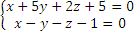 x + 5y + 2z + 5 = 0
x − y − z − 1 = 0